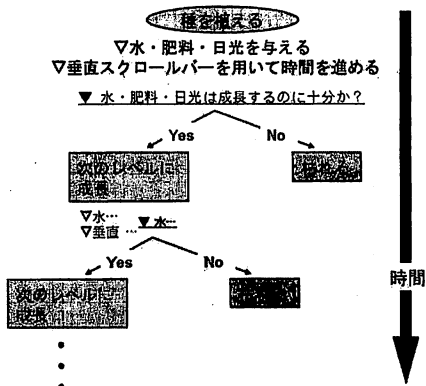 種を植える
▽水・肥料・日光を与える
▽垂直スクロールバーを用いて時間を進める
▼ 水・肥料・日光は成長するのに十分か？
Yes
No
次のレベルに
成長
▽水…
▽垂直 …
▼水…
Yes
No
時間
次のレベルに
成長